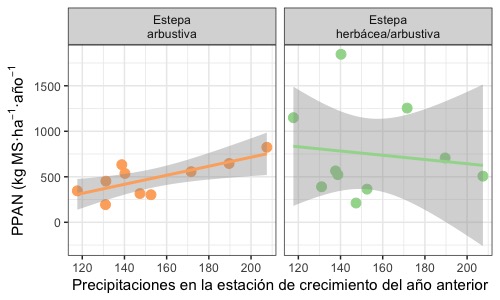 Estepa
arbustiva
Estepa
herbácea/arbustiva
PPAN (kg MS·ha⁻¹·año⁻¹
1500
1000
500
0
120 140 160 180 200
120 140 160 180 200
Precipitaciones en la estación de crecimiento del año anterior